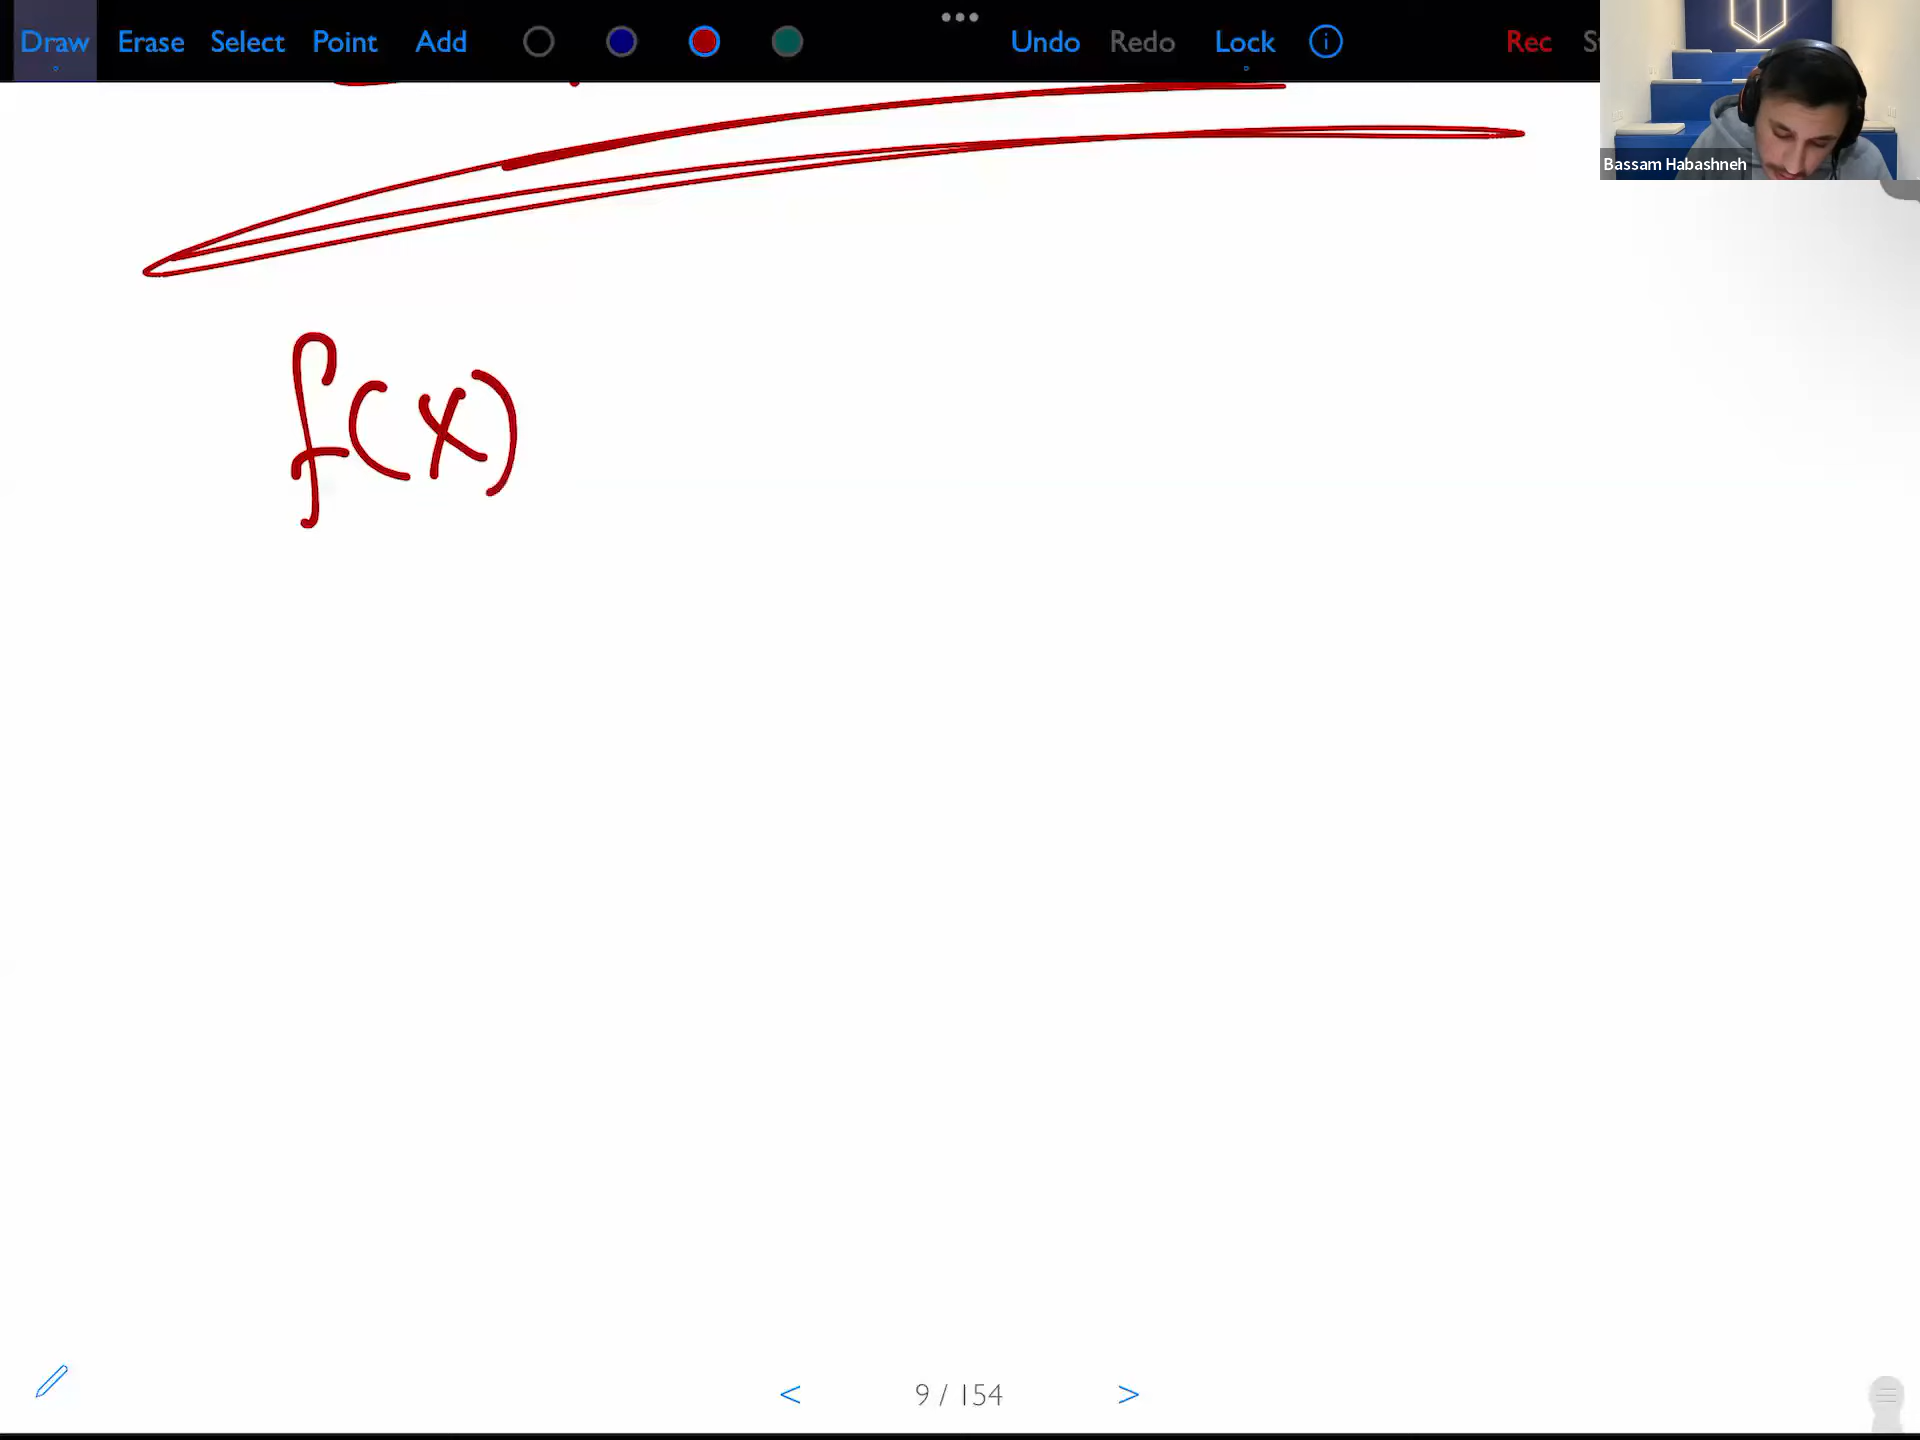 Draw Erase Select Point Add Undo Redo Lock Rec
Bassam Habashneh
f(x)
< 9 / 154 >